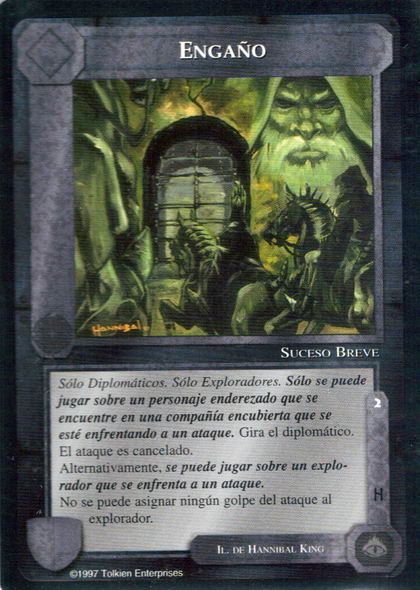 Engaño
Hannibal
Suceso Breve
Sólo Diplomáticos. Sólo Exploradores. Sólo se puede
jugar sobre un personaje enderezado que se
encuentre en una compañía encubierta que se
esté enfrentando a un ataque. Gira el diplomático.
El ataque es cancelado.
Alternativamente, se puede jugar sobre un explo-
rador que se enfrenta a un ataque.
No se puede asignar ningún golpe del ataque al
explorador.
2
H
Il. de Hannibal King
©1997 Tolkien Enterprises